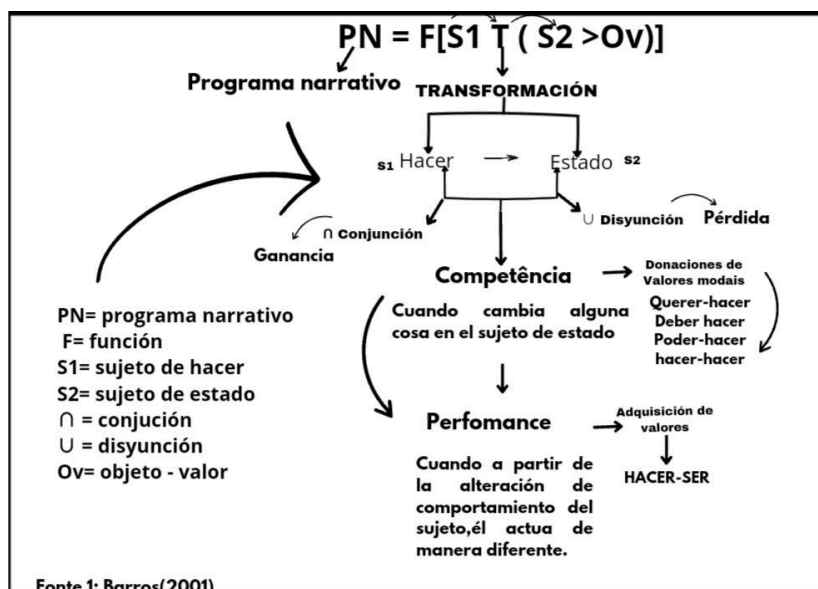 PN = F[S1 T ( S2 >Ov)]
Programa narrativo
TRANSFORMACIÓN
S1 Hacer
Estado S2
∩ Conjunción
Ganancia
∪ Disyunción
Pérdida
Competência
Cuando cambia alguna
cosa en el sujeto de estado
Donaciones de
Valores modais
Querer-hacer
Deber hacer
Poder-hacer
hacer-hacer
PN= programa narrativo
F= función
S1= sujeto de hacer
S2= sujeto de estado
∩ = conjución
∪ = disyunción
Ov= objeto - valor
Perfomance
Cuando a partir de
la alteración de
comportamiento del
sujeto,él actua de
manera diferente.
Adquisición de
valores
HACER-SER
Fonte 1: Barros(2001)